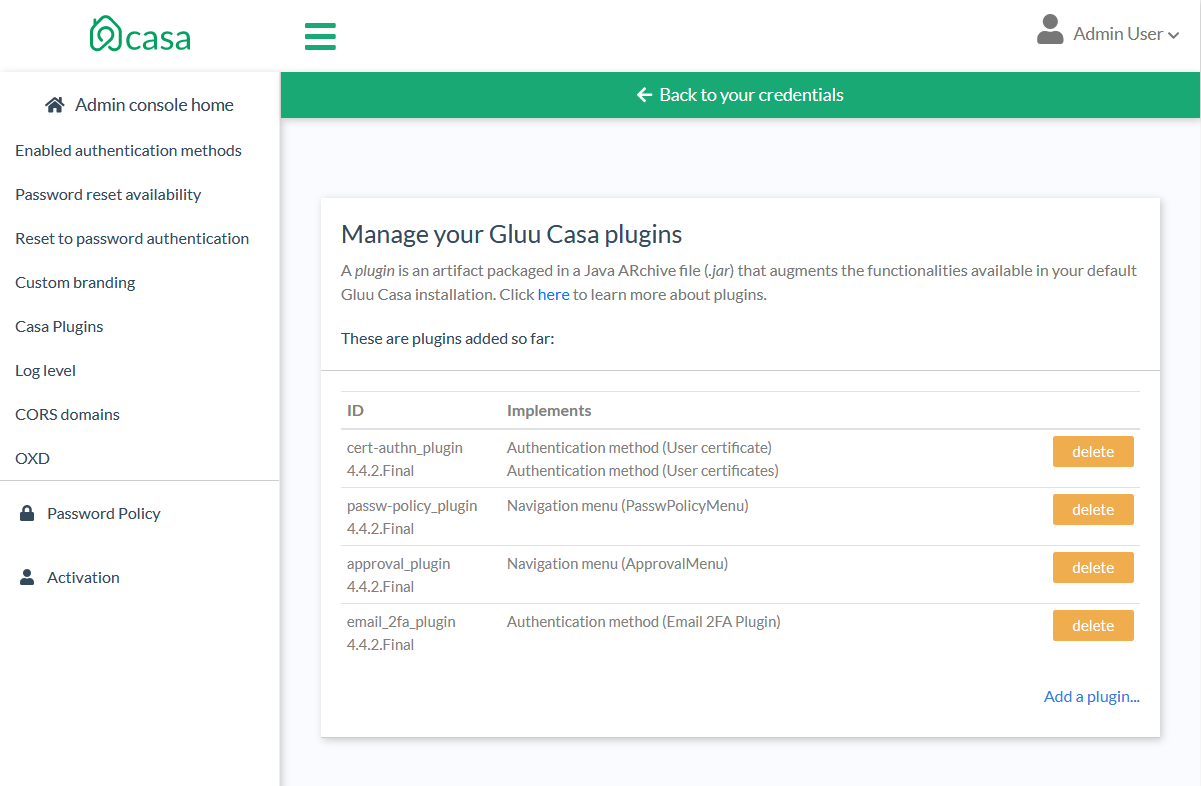 casa
Admin User
Admin console home
Enabled authentication methods
Password reset availability
Reset to password authentication
Custom branding
Casa Plugins
Log level
CORS domains
OXD
Password Policy
Activation
Back to your credentials
Manage your Gluu Casa plugins
A plugin is an artifact packaged in a Java ARchive file (.jar) that augments the functionalities available in your default
Gluu Casa installation. Click here to learn more about plugins.
These are plugins added so far:
ID Implements
cert-authn_plugin Authentication method (User certificate) delete
4.4.2.Final Authentication method (User certificates)
passw-policy_plugin Navigation menu (PasswPolicyMenu) delete
4.4.2.Final
approval_plugin Navigation menu (ApprovalMenu) delete
4.4.2.Final
email_2fa_plugin Authentication method (Email 2FA Plugin) delete
4.4.2.Final
Add a plugin...